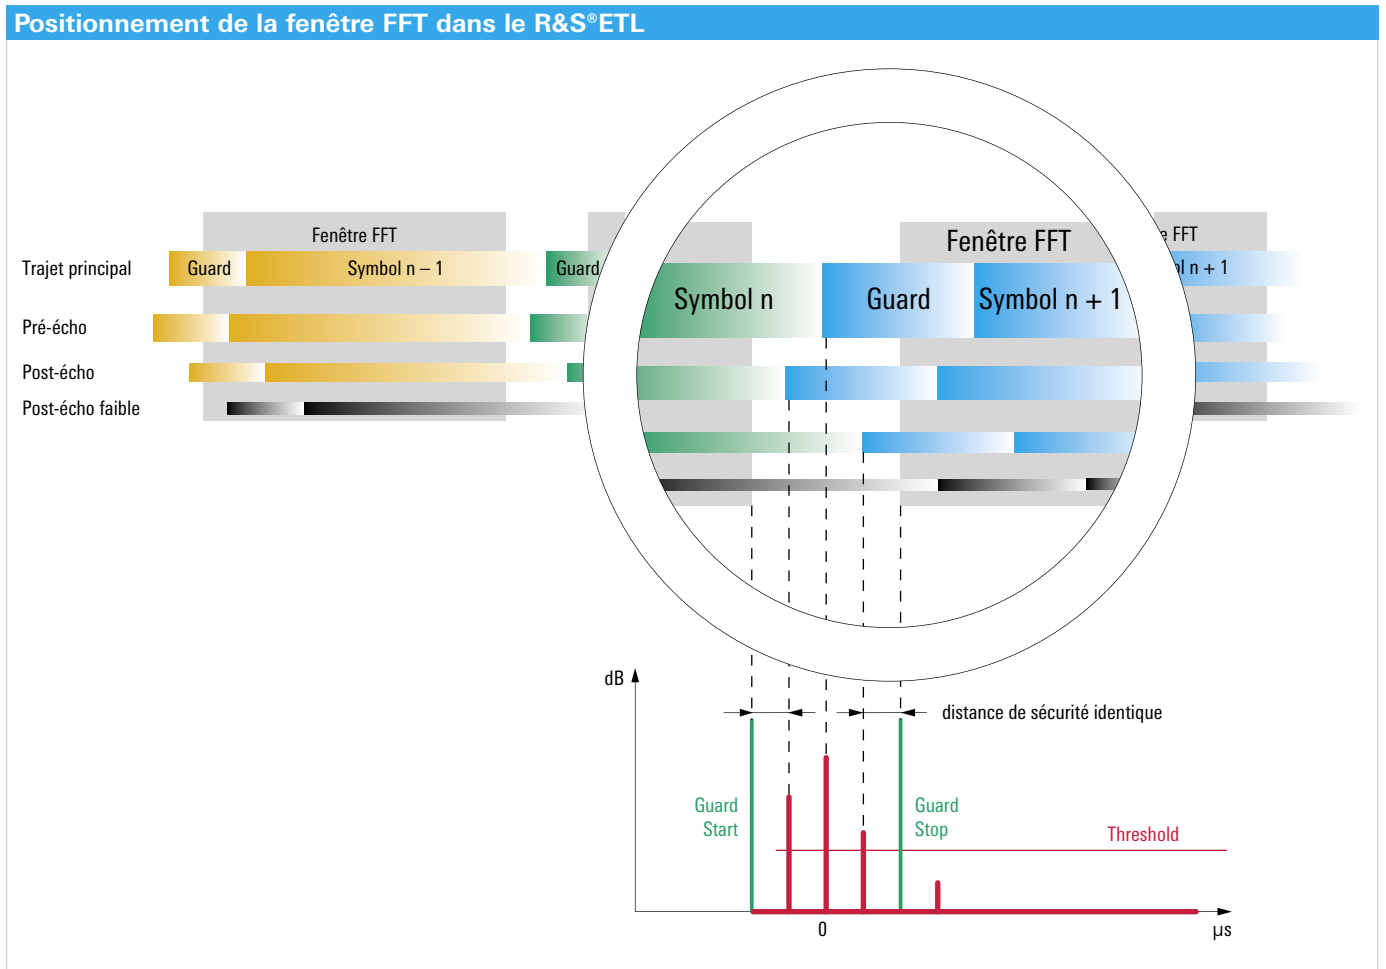 Positionnement de la fenêtre FFT dans le R&S®ETL
Fenêtre FFT
Trajet principal
Guard
Symbol n – 1
Guard
Pré-écho
Post-écho
Post-écho faible
Fenêtre FFT
Symbol n
Guard
Symbol n + 1
e FFT
ol n + 1
dB
distance de sécurité identique
Guard
Start
Guard
Stop
Threshold
0
µs